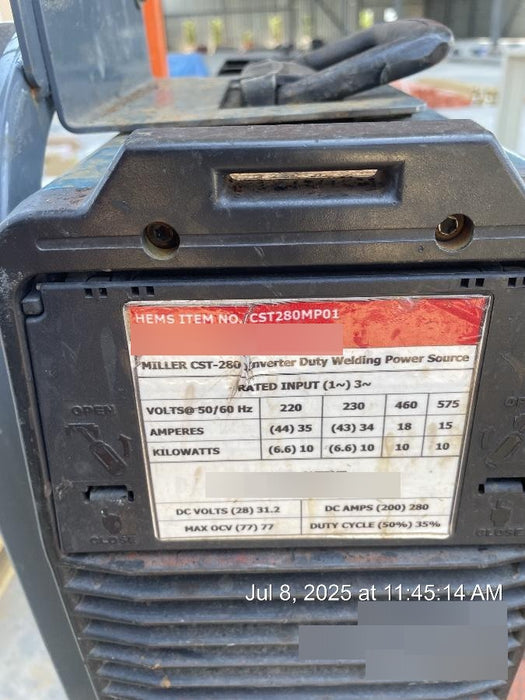 HEMS ITEM NO./CST280MP01
MILLER CST-280 Inverter Duty Welding Power Source
RATED INPUT (1~) 3~
VOLTS@ 50/60 Hz 220 230 460 575
AMPERES (44) 35 (43) 34 18 15
KILOWATTS (6.6) 10 (6.6) 10 10 10
DC VOLTS (28) 31.2 DC AMPS (200) 280
MAX OCV (77) 77 DUTY CYCLE (50%) 35%
OPEN
OPEN
CLOSE
CLOSE
Jul 8, 2025 at 11:45:14 AM